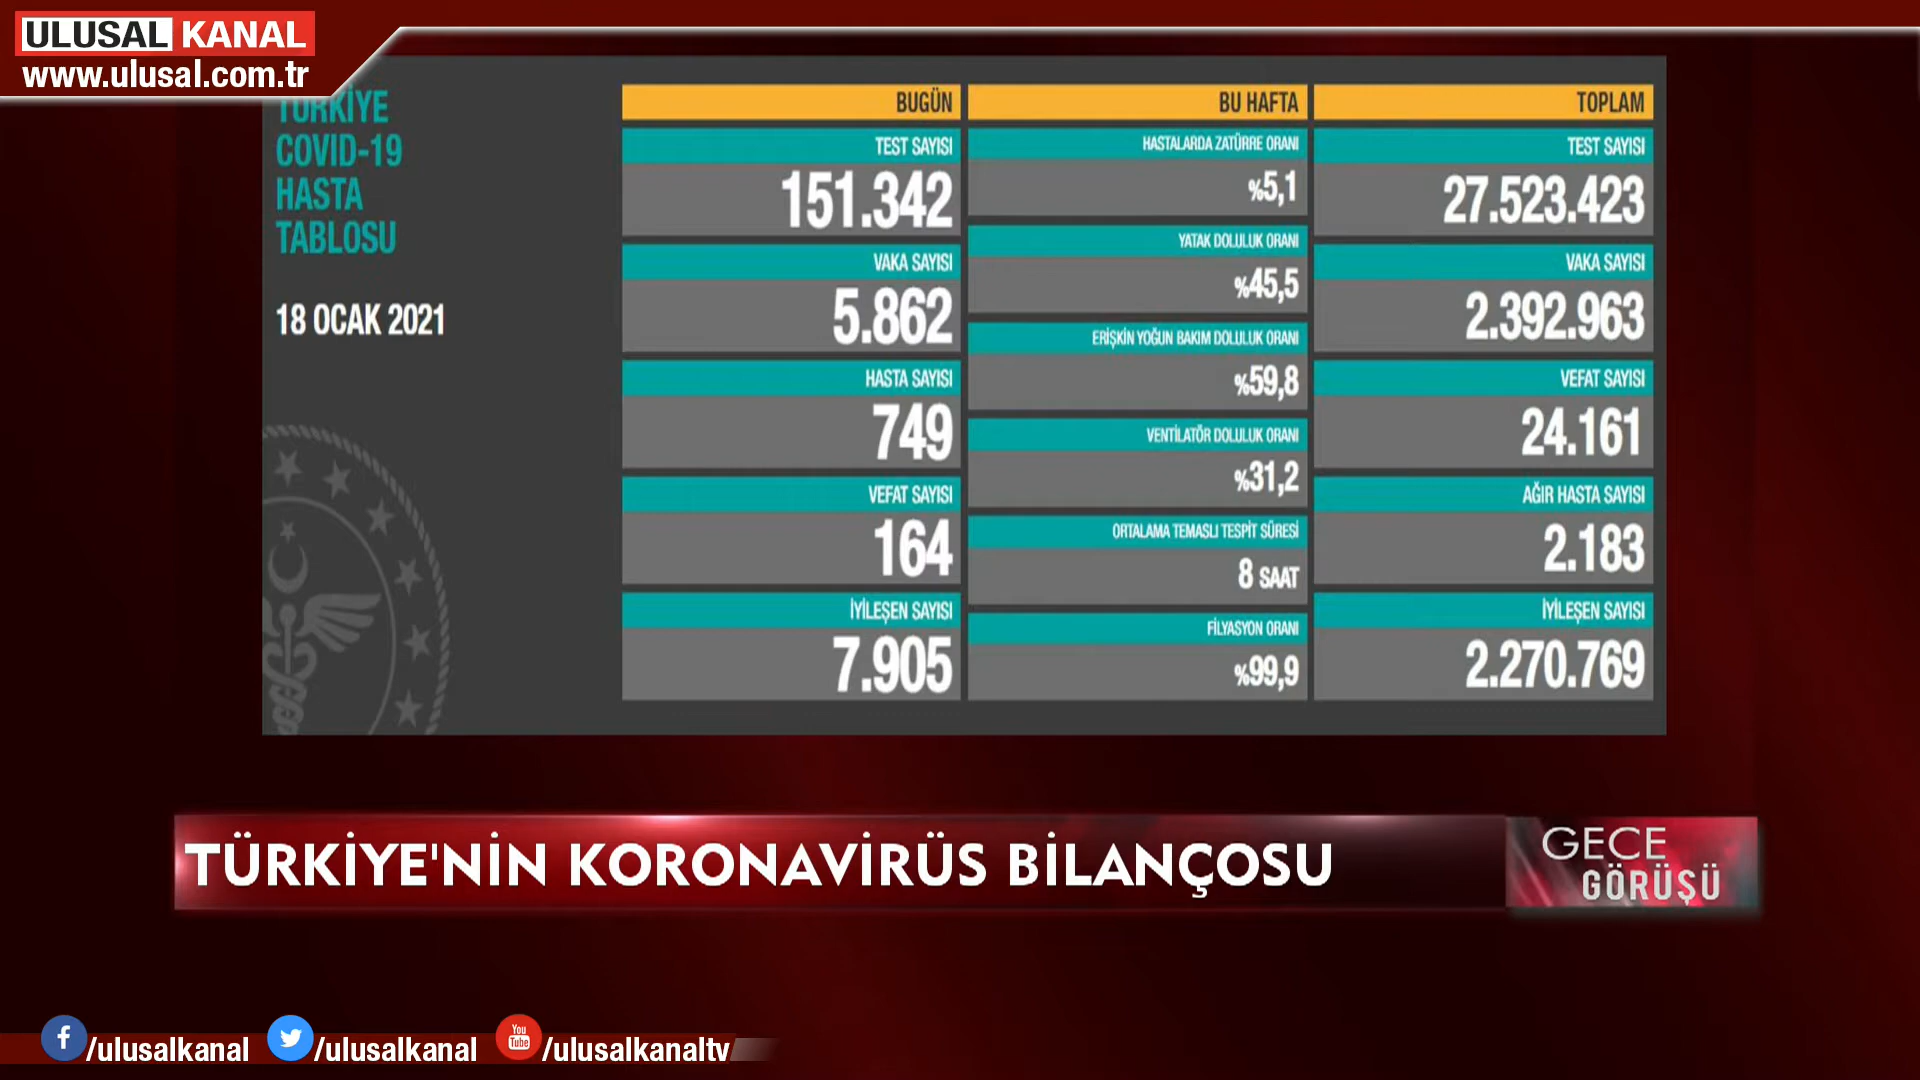 ULUSAL KANAL
www.ulusal.com.tr
TÜRKİYE
COVID-19
HASTA
TABLOSU
18 OCAK 2021
BUGÜN
TEST SAYISI
151.342
VAKA SAYISI
5.862
HASTA SAYISI
749
VEFAT SAYISI
164
İYİLEŞEN SAYISI
7.905
BU HAFTA
HASTALARDA ZATÜRRE ORANI
%5,1
YATAK DOLULUK ORANI
%45,5
ERİŞKİN YOĞUN BAKIM DOLULUK ORANI
%59,8
VENTİLATÖR DOLULUK ORANI
%31,2
ORTALAMA TEMASLI TESPİT SÜRESİ
8 SAAT
FİLYASYON ORANI
%99,9
TOPLAM
TEST SAYISI
27.523.423
VAKA SAYISI
2.392.963
VEFAT SAYISI
24.161
AĞIR HASTA SAYISI
2.183
İYİLEŞEN SAYISI
2.270.769
TÜRKİYE'NİN KORONAVİRÜS BİLANÇOSU
GECE
GÖRÜŞÜ
f /ulusalkanal
/ulusalkanal
You Tube /ulusalkanaltv